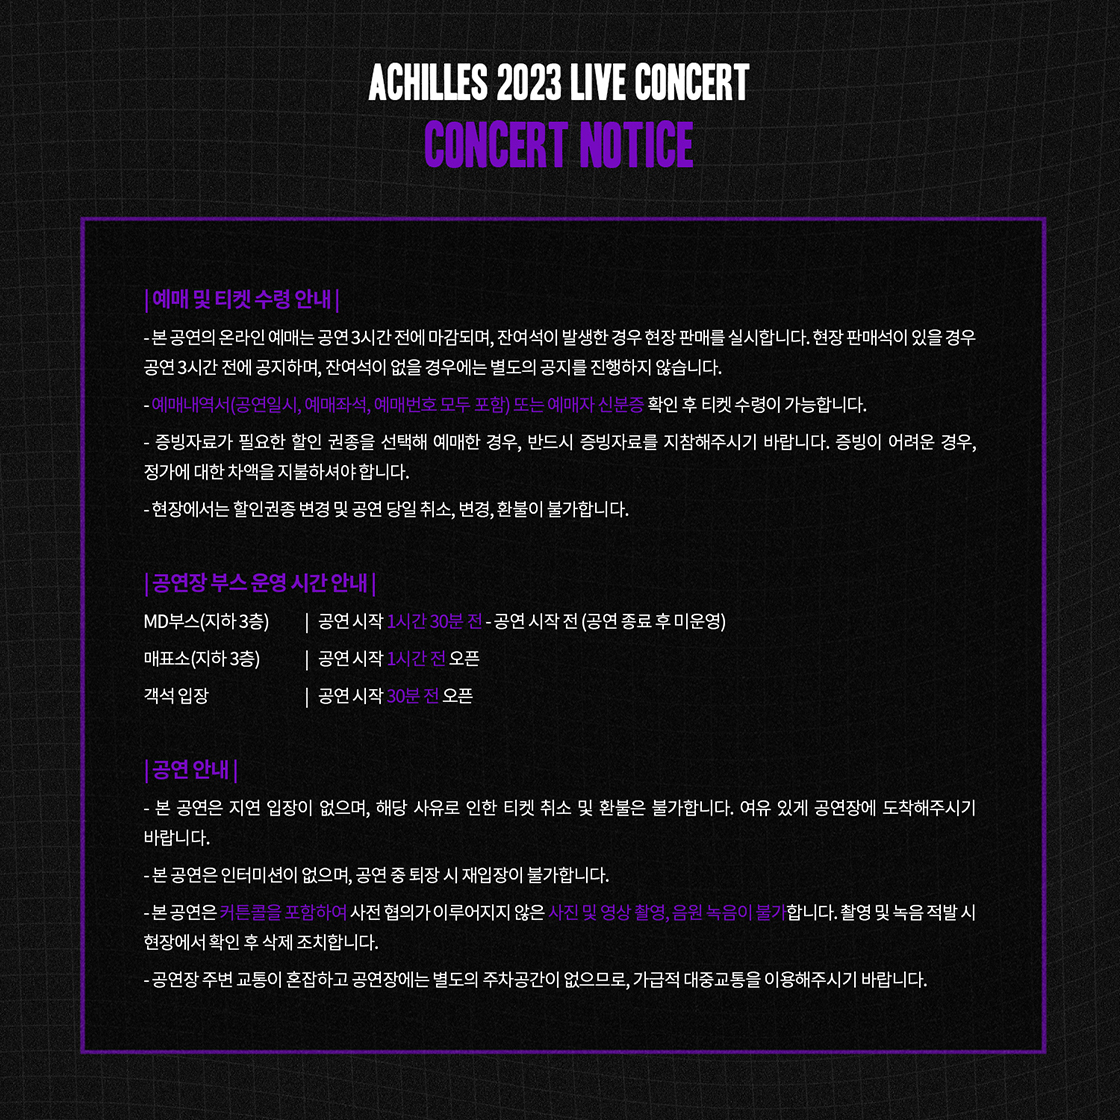 ACHILLES 2023 LIVE CONCERT
CONCERT NOTICE
| 예매 및 티켓 수령 안내 |
- 본 공연의 온라인 예매는 공연 3시간 전에 마감되며, 잔여석이 발생한 경우 현장 판매를 실시합니다. 현장 판매석이 있을 경우
공연 3시간 전에 공지하며, 잔여석이 없을 경우에는 별도의 공지를 진행하지 않습니다.
- 예매내역서(공연일시, 예매좌석, 예매번호 모두 포함) 또는 예매자 신분증 확인 후 티켓 수령이 가능합니다.
- 증빙자료가 필요한 할인 권종을 선택해 예매한 경우, 반드시 증빙자료를 지참해주시기 바랍니다. 증빙이 어려운 경우,
정가에 대한 차액을 지불하셔야 합니다.
- 현장에서는 할인권종 변경 및 공연 당일 취소, 변경, 환불이 불가합니다.
| 공연장 부스 운영 시간 안내 |
MD부스(지하 3층) | 공연 시작 1시간 30분 전 - 공연 시작 전 (공연 종료 후 미운영)
매표소(지하 3층) | 공연 시작 1시간 전 오픈
객석 입장 | 공연 시작 30분 전 오픈
| 공연 안내 |
- 본 공연은 지연 입장이 없으며, 해당 사유로 인한 티켓 취소 및 환불은 불가합니다. 여유 있게 공연장에 도착해주시기
바랍니다.
- 본 공연은 인터미션이 없으며, 공연 중 퇴장 시 재입장이 불가합니다.
- 본 공연은 커튼콜을 포함하여 사전 협의가 이루어지지 않은 사진 및 영상 촬영, 음원 녹음이 불가합니다. 촬영 및 녹음 적발 시
현장에서 확인 후 삭제 조치합니다.
- 공연장 주변 교통이 혼잡하고 공연장에는 별도의 주차공간이 없으므로, 가급적 대중교통을 이용해주시기 바랍니다.